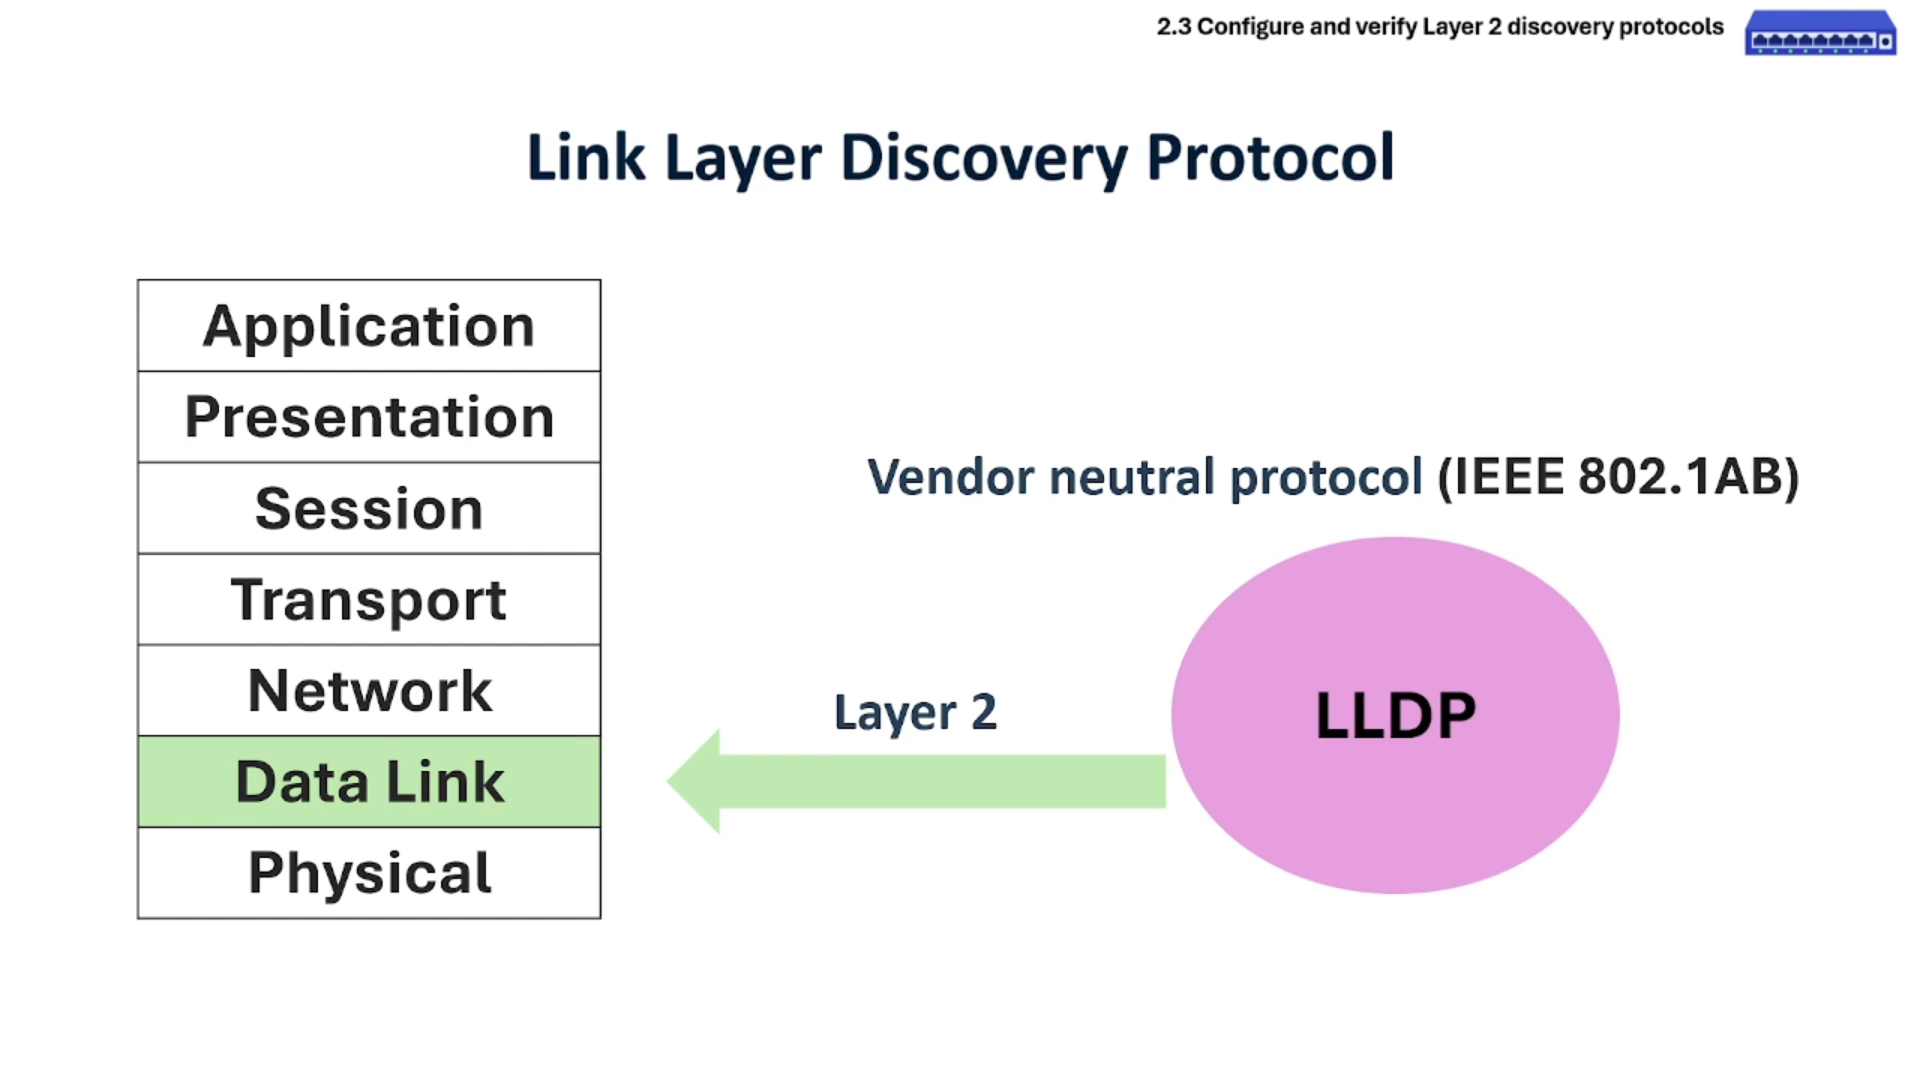 2.3 Configure and verify Layer 2 discovery protocols
Link Layer Discovery Protocol
Application
Presentation
Session
Transport
Network
Data Link
Physical
Vendor neutral protocol (IEEE 802.1AB)
Layer 2
LLDP